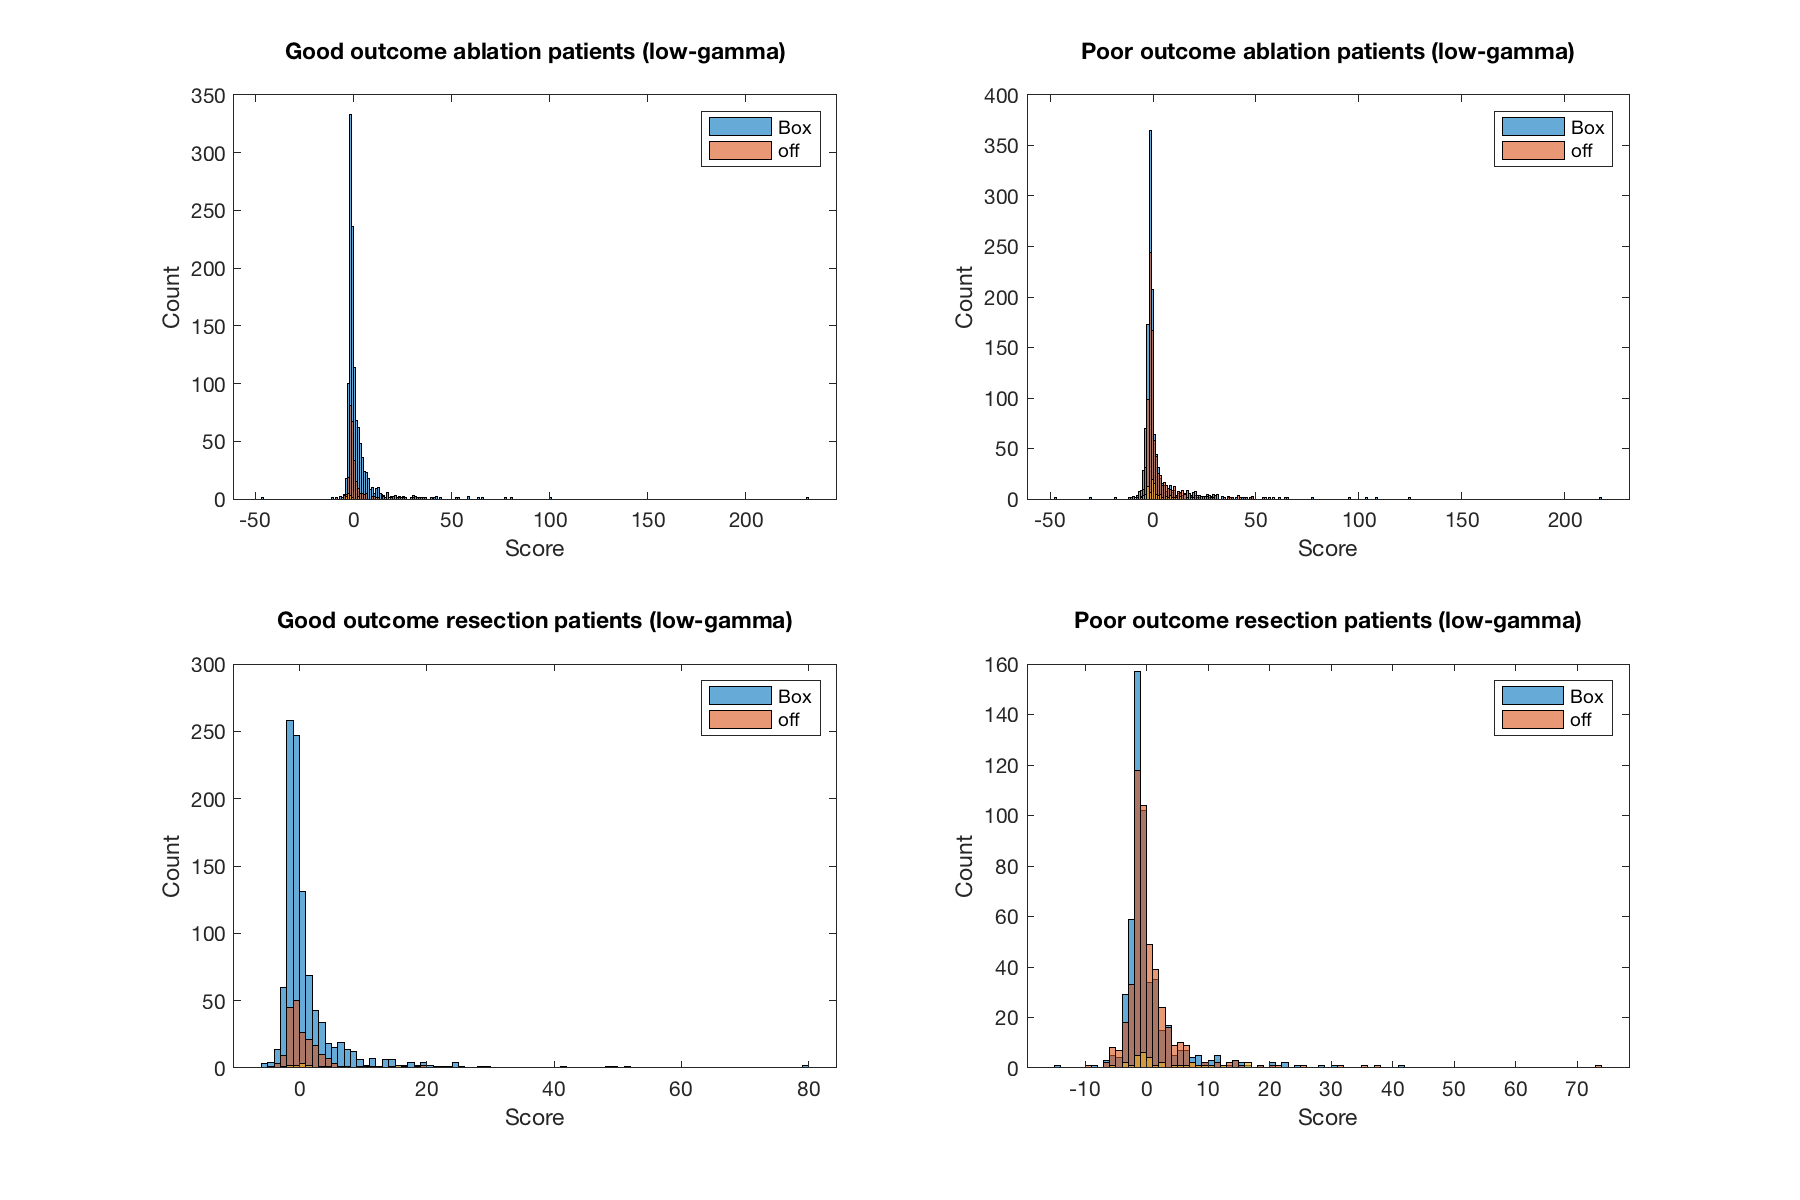 Good outcome ablation patients (low-gamma)
350
300
250
200
150
100
50
0
Count
-50 0 50 100 150 200
Score
Box
off
Poor outcome ablation patients (low-gamma)
400
350
300
250
200
150
100
50
0
Count
-50 0 50 100 150 200
Score
Box
off
Good outcome resection patients (low-gamma)
300
250
200
150
100
50
0
Count
0 20 40 60 80
Score
Box
off
Poor outcome resection patients (low-gamma)
160
140
120
100
80
60
40
20
0
Count
-10 0 10 20 30 40 50 60 70
Score
Box
off